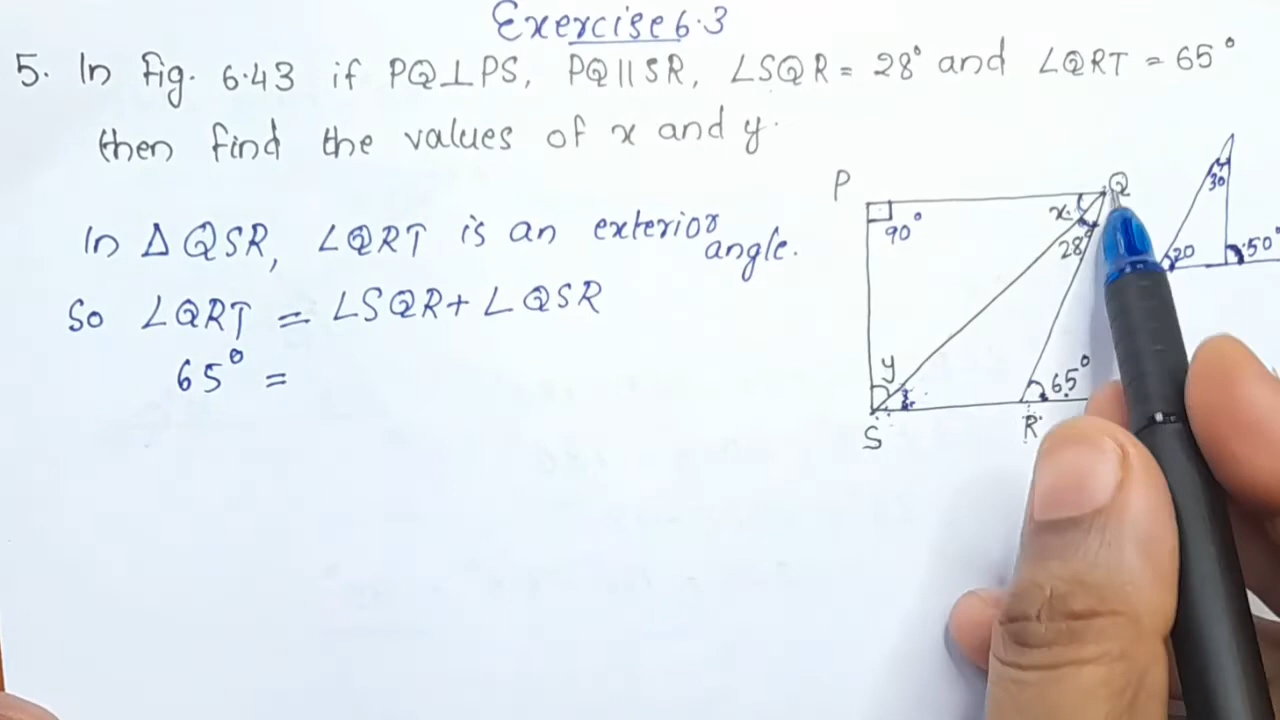 Exercise 6.3
5. In Fig. 6.43 if PQ⊥PS, PQ||SR, ∠SQR = 28° and ∠QRT = 65°
then find the values of x and y.
In Δ QSR, ∠QRT is an exterior angle.
So ∠QRT = ∠SQR + ∠QSR
65° =
P
Q
90°
x
28°
y
65°
S
R
30
20
50°